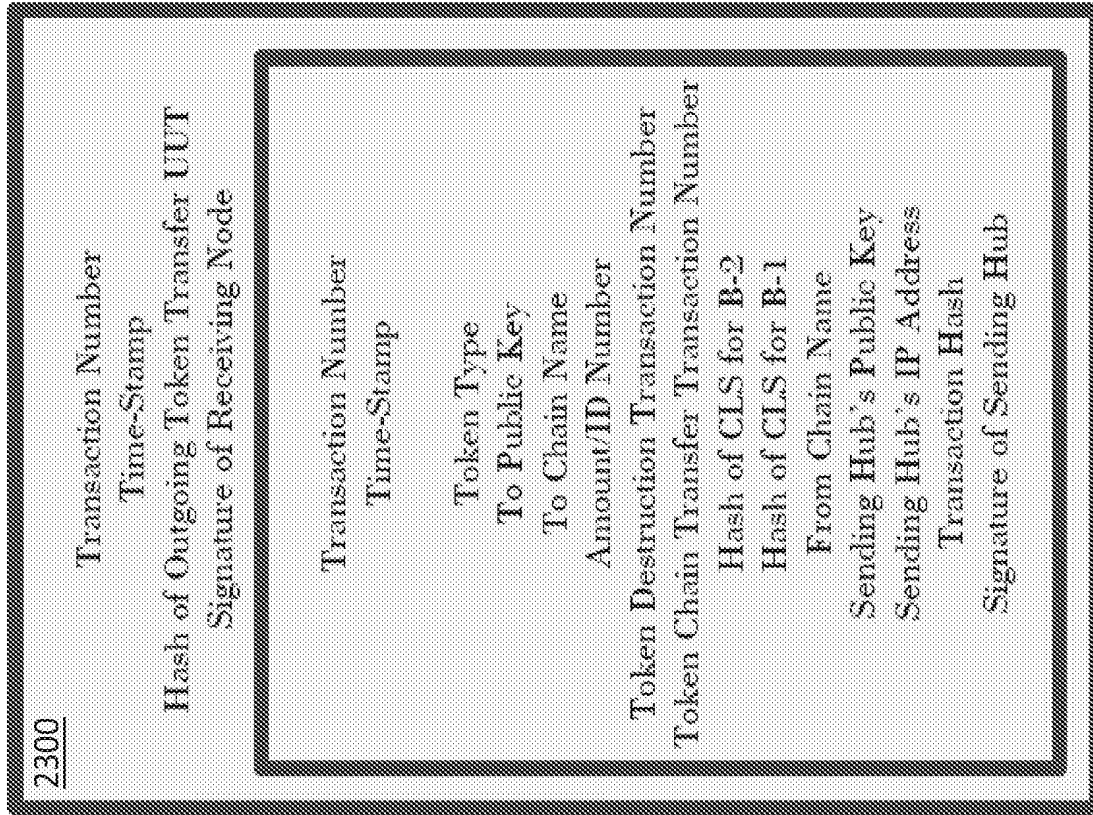 2300
Transaction Number
Time-Stamp
Hash of Outgoing Token Transfer UUT
Signature of Receiving Node
Transaction Number
Time-Stamp
Token Type
To Public Key
To Chain Name
Amount/ID Number
Token Destruction Transaction Number
Token Chain Transfer Transaction Number
Hash of CLS for B-2
Hash of CLS for B-1
From Chain Name
Sending Hub's Public Key
Sending Hub's IP Address
Transaction Hash
Signature of Sending Hub